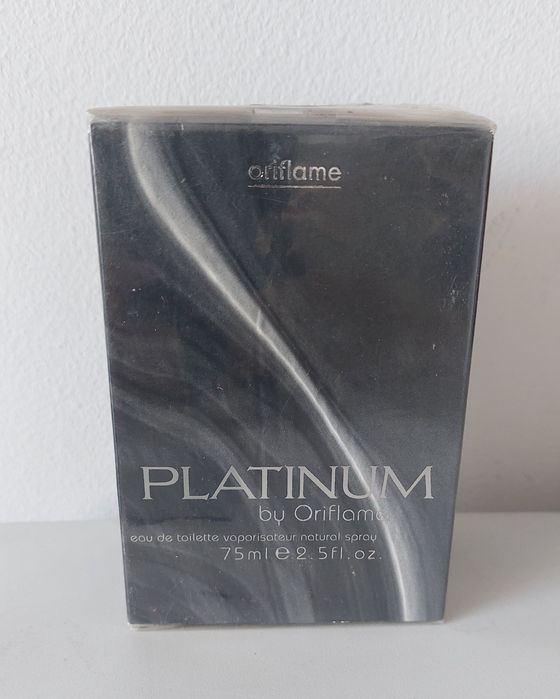 oriflame
PLATINUM
by Oriflame
eau de toilette vaporisateur natural spray
75ml e 2.5fl.oz.